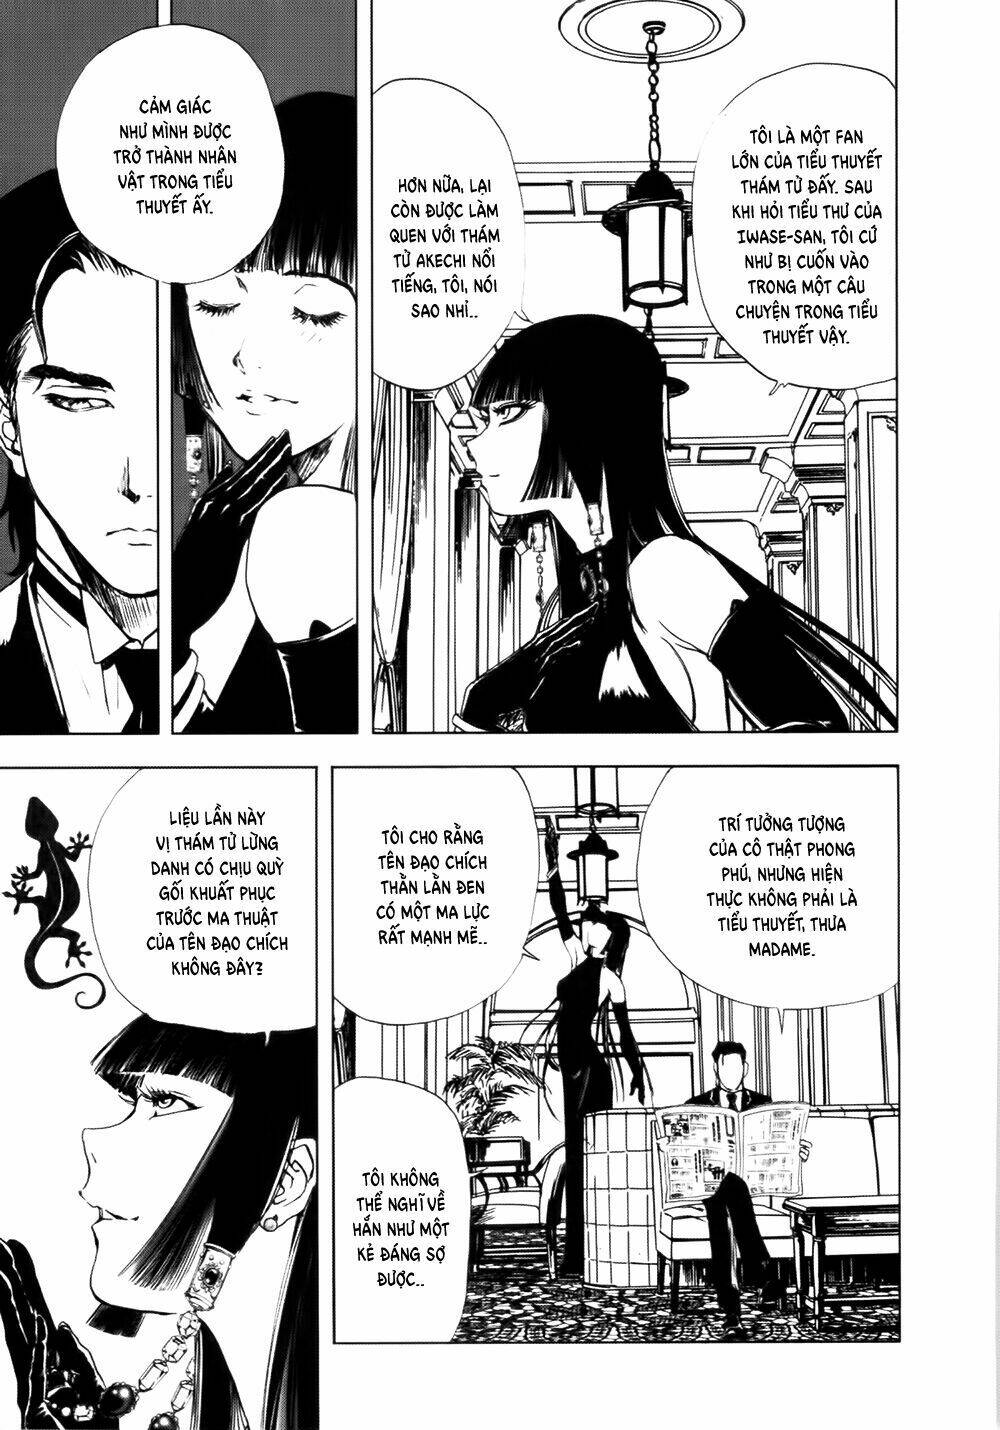 TÔI LÀ MỘT FAN
LỚN CỦA TIỂU THUYẾT
THÁM TỬ ĐẤY. SAU
KHI HỎI TIỂU THƯ CỦA
IWASE-SAN, TÔI CỨ
NHƯ BỊ CUỐN VÀO
TRONG MỘT CÂU
CHUYỆN TRONG TIỂU
THUYẾT VẬY.
HƠN NỮA, LẠI
CÒN ĐƯỢC LÀM
QUEN VỚI THÁM
TỬ AKECHI NỔI
TIẾNG, TÔI, NÓI
SAO NHỈ..
CẢM GIÁC
NHƯ MÌNH ĐƯỢC
TRỞ THÀNH NHÂN
VẬT TRONG TIỂU
THUYẾT ẤY.
TRÍ TƯỞNG TƯỢNG
CỦA CÔ THẬT PHONG
PHÚ, NHƯNG HIỆN
THỰC KHÔNG PHẢI LÀ
TIỂU THUYẾT, THƯA
MADAME.
TÔI CHO RẰNG
TÊN ĐẠO CHÍCH
THẰN LẰN ĐEN
CÓ MỘT MA LỰC
RẤT MẠNH MẼ..
TÔI KHÔNG
THỂ NGHĨ VỀ
HẮN NHƯ MỘT
KẺ ĐÁNG SỢ
ĐƯỢC..
LIỆU LẦN NÀY
VỊ THÁM TỬ LỪNG
DANH CÓ CHỊU QUỲ
GỐI KHUẤT PHỤC
TRƯỚC MA THUẬT
CỦA TÊN ĐẠO CHÍCH
KHÔNG ĐÂY?